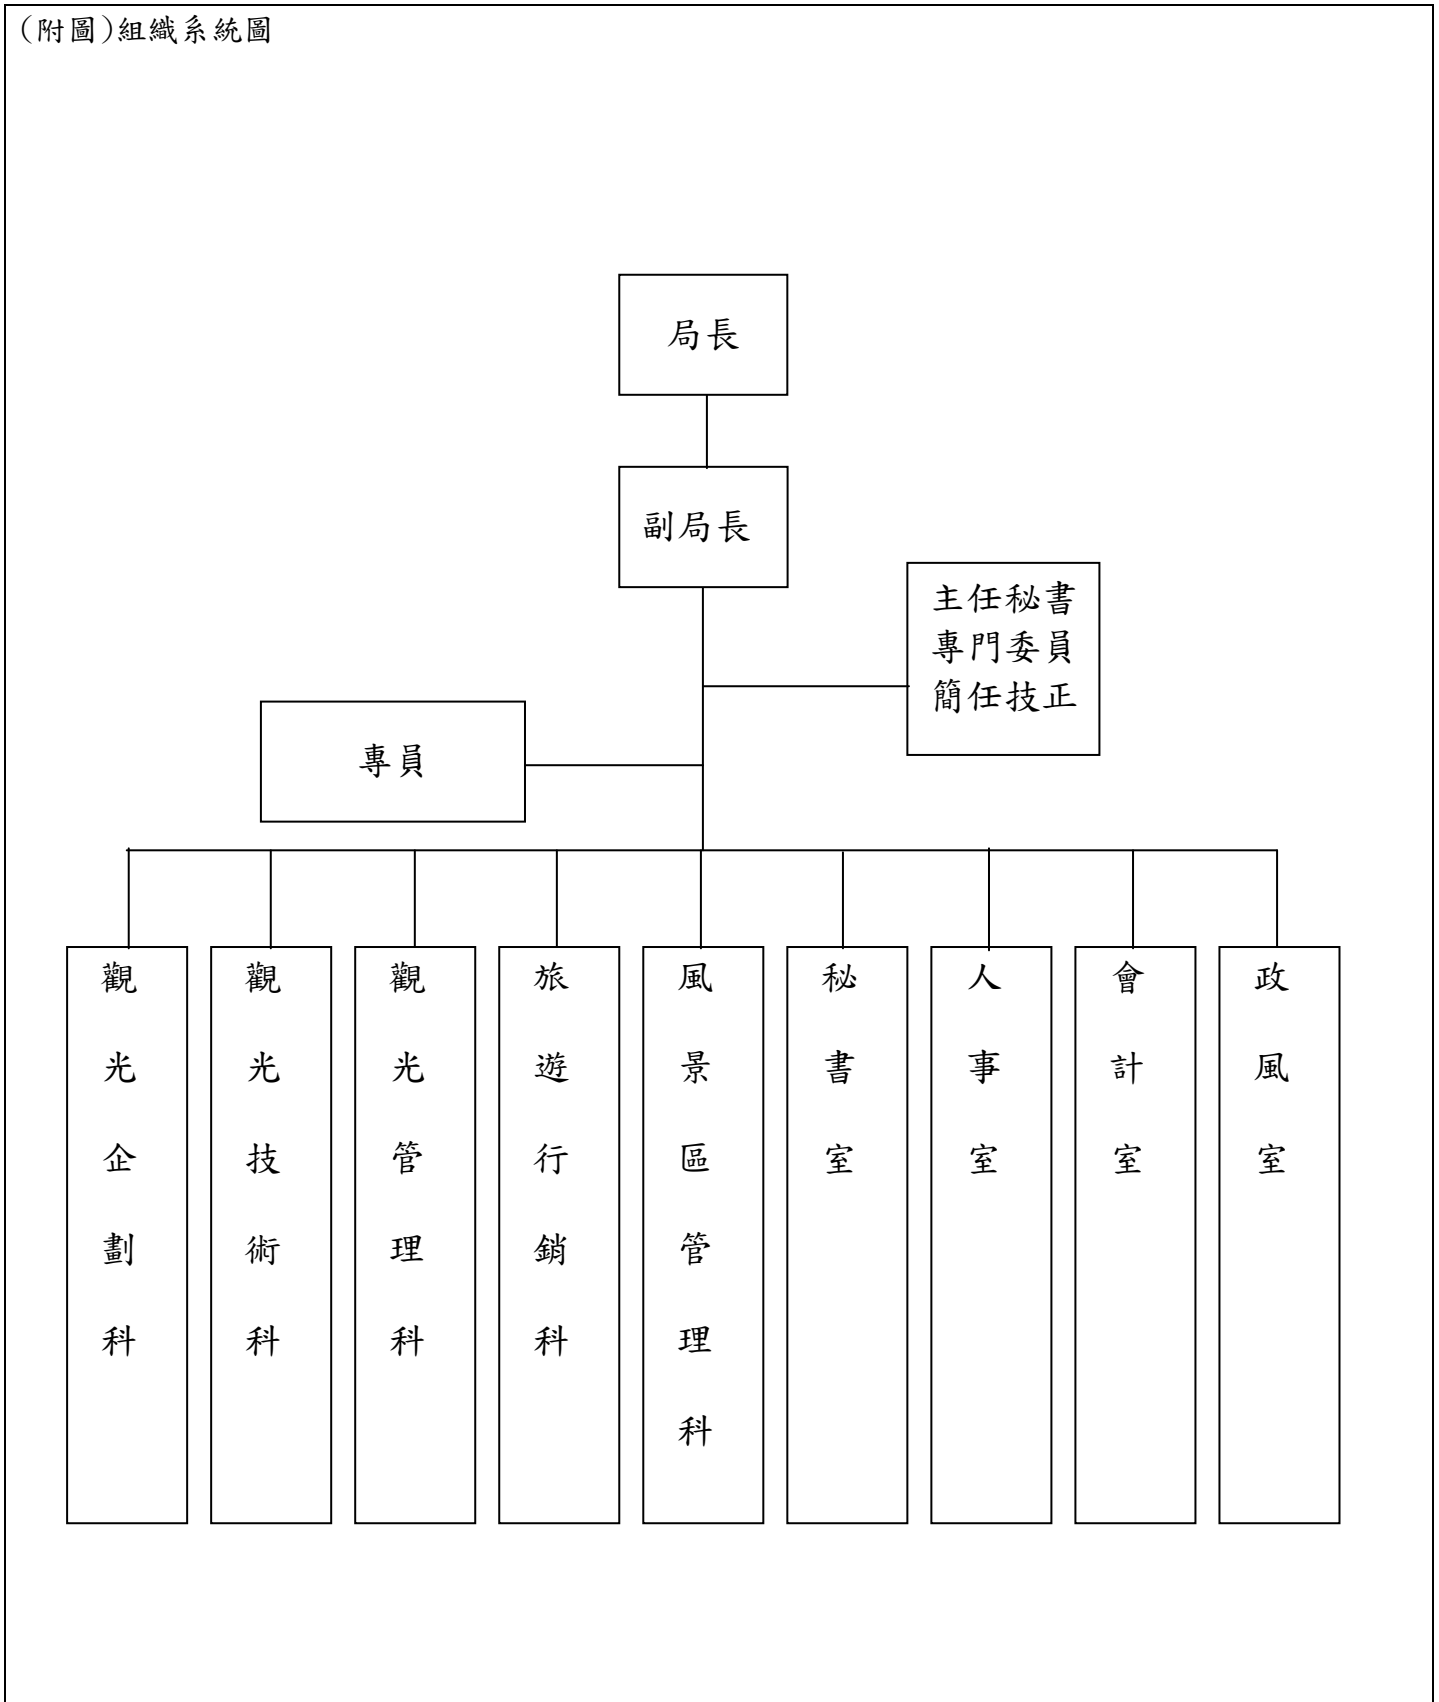 (附圖)組織系統圖
局長
副局長
主任秘書
專門委員
簡任技正
專員
觀光企劃科
觀光技術科
觀光管理科
旅遊行銷科
風景區管理科
秘書室
人事室
會計室
政風室